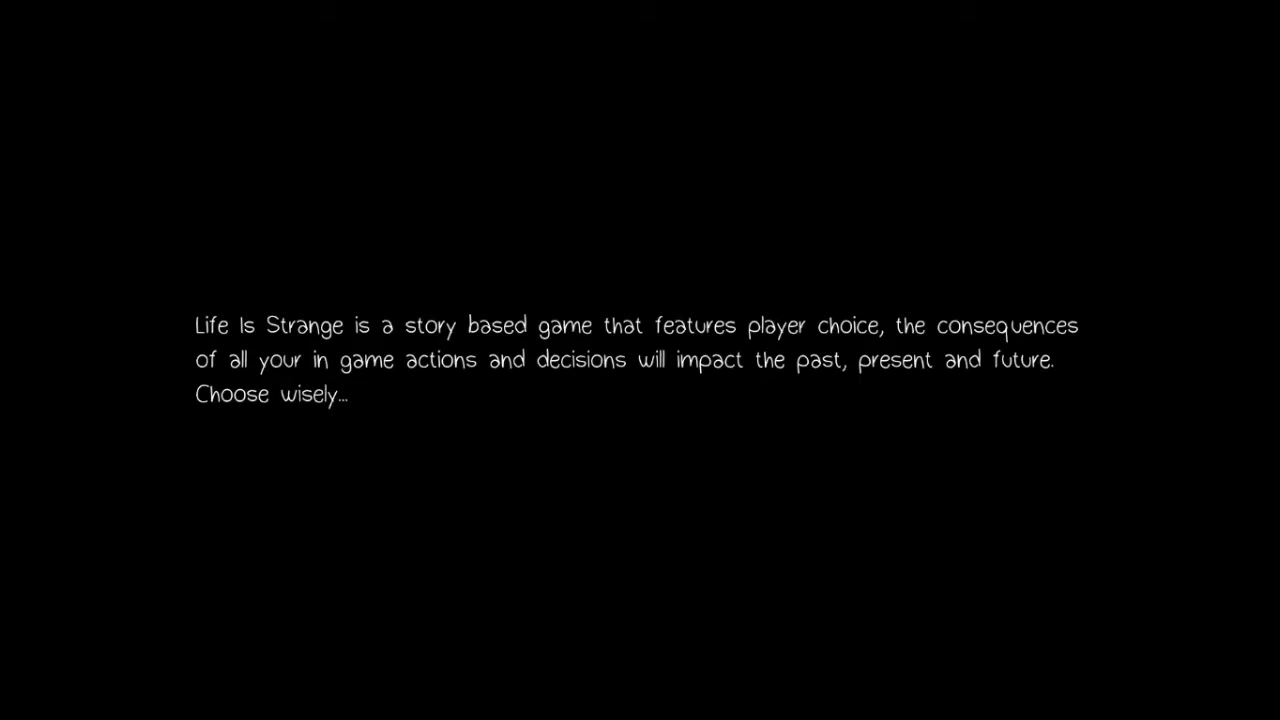 Life Is Strange is a story based game that features player choice, the consequences
of all your in game actions and decisions will impact the past, present and future.
Choose wisely...